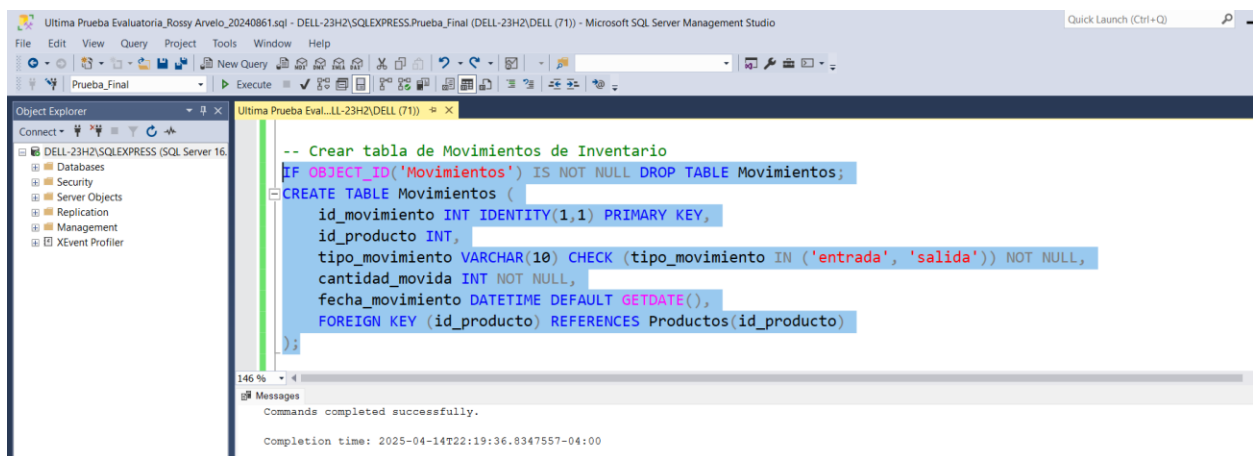 Ultima Prueba Evaluatoria_Rossy Arvelo_20240861.sql - DELL-23H2\SQLEXPRESS.Prueba_Final (DELL-23H2\DELL (71)) - Microsoft SQL Server Management Studio
Quick Launch (Ctrl+Q)
File Edit View Query Project Tools Window Help
New Query
Prueba_Final Execute
Object Explorer
Ultima Prueba Eval...LL-23H2\DELL (71))
Connect
DELL-23H2\SQLEXPRESS (SQL Server 16.
Databases
Security
Server Objects
Replication
Management
XEvent Profiler
-- Crear tabla de Movimientos de Inventario
IF OBJECT_ID('Movimientos') IS NOT NULL DROP TABLE Movimientos;
CREATE TABLE Movimientos (
id_movimiento INT IDENTITY(1,1) PRIMARY KEY,
id_producto INT,
tipo_movimiento VARCHAR(10) CHECK (tipo_movimiento IN ('entrada', 'salida')) NOT NULL,
cantidad_movida INT NOT NULL,
fecha_movimiento DATETIME DEFAULT GETDATE(),
FOREIGN KEY (id_producto) REFERENCES Productos(id_producto)
);
146 %
Messages
Commands completed successfully.
Completion time: 2025-04-14T22:19:36.8347557-04:00